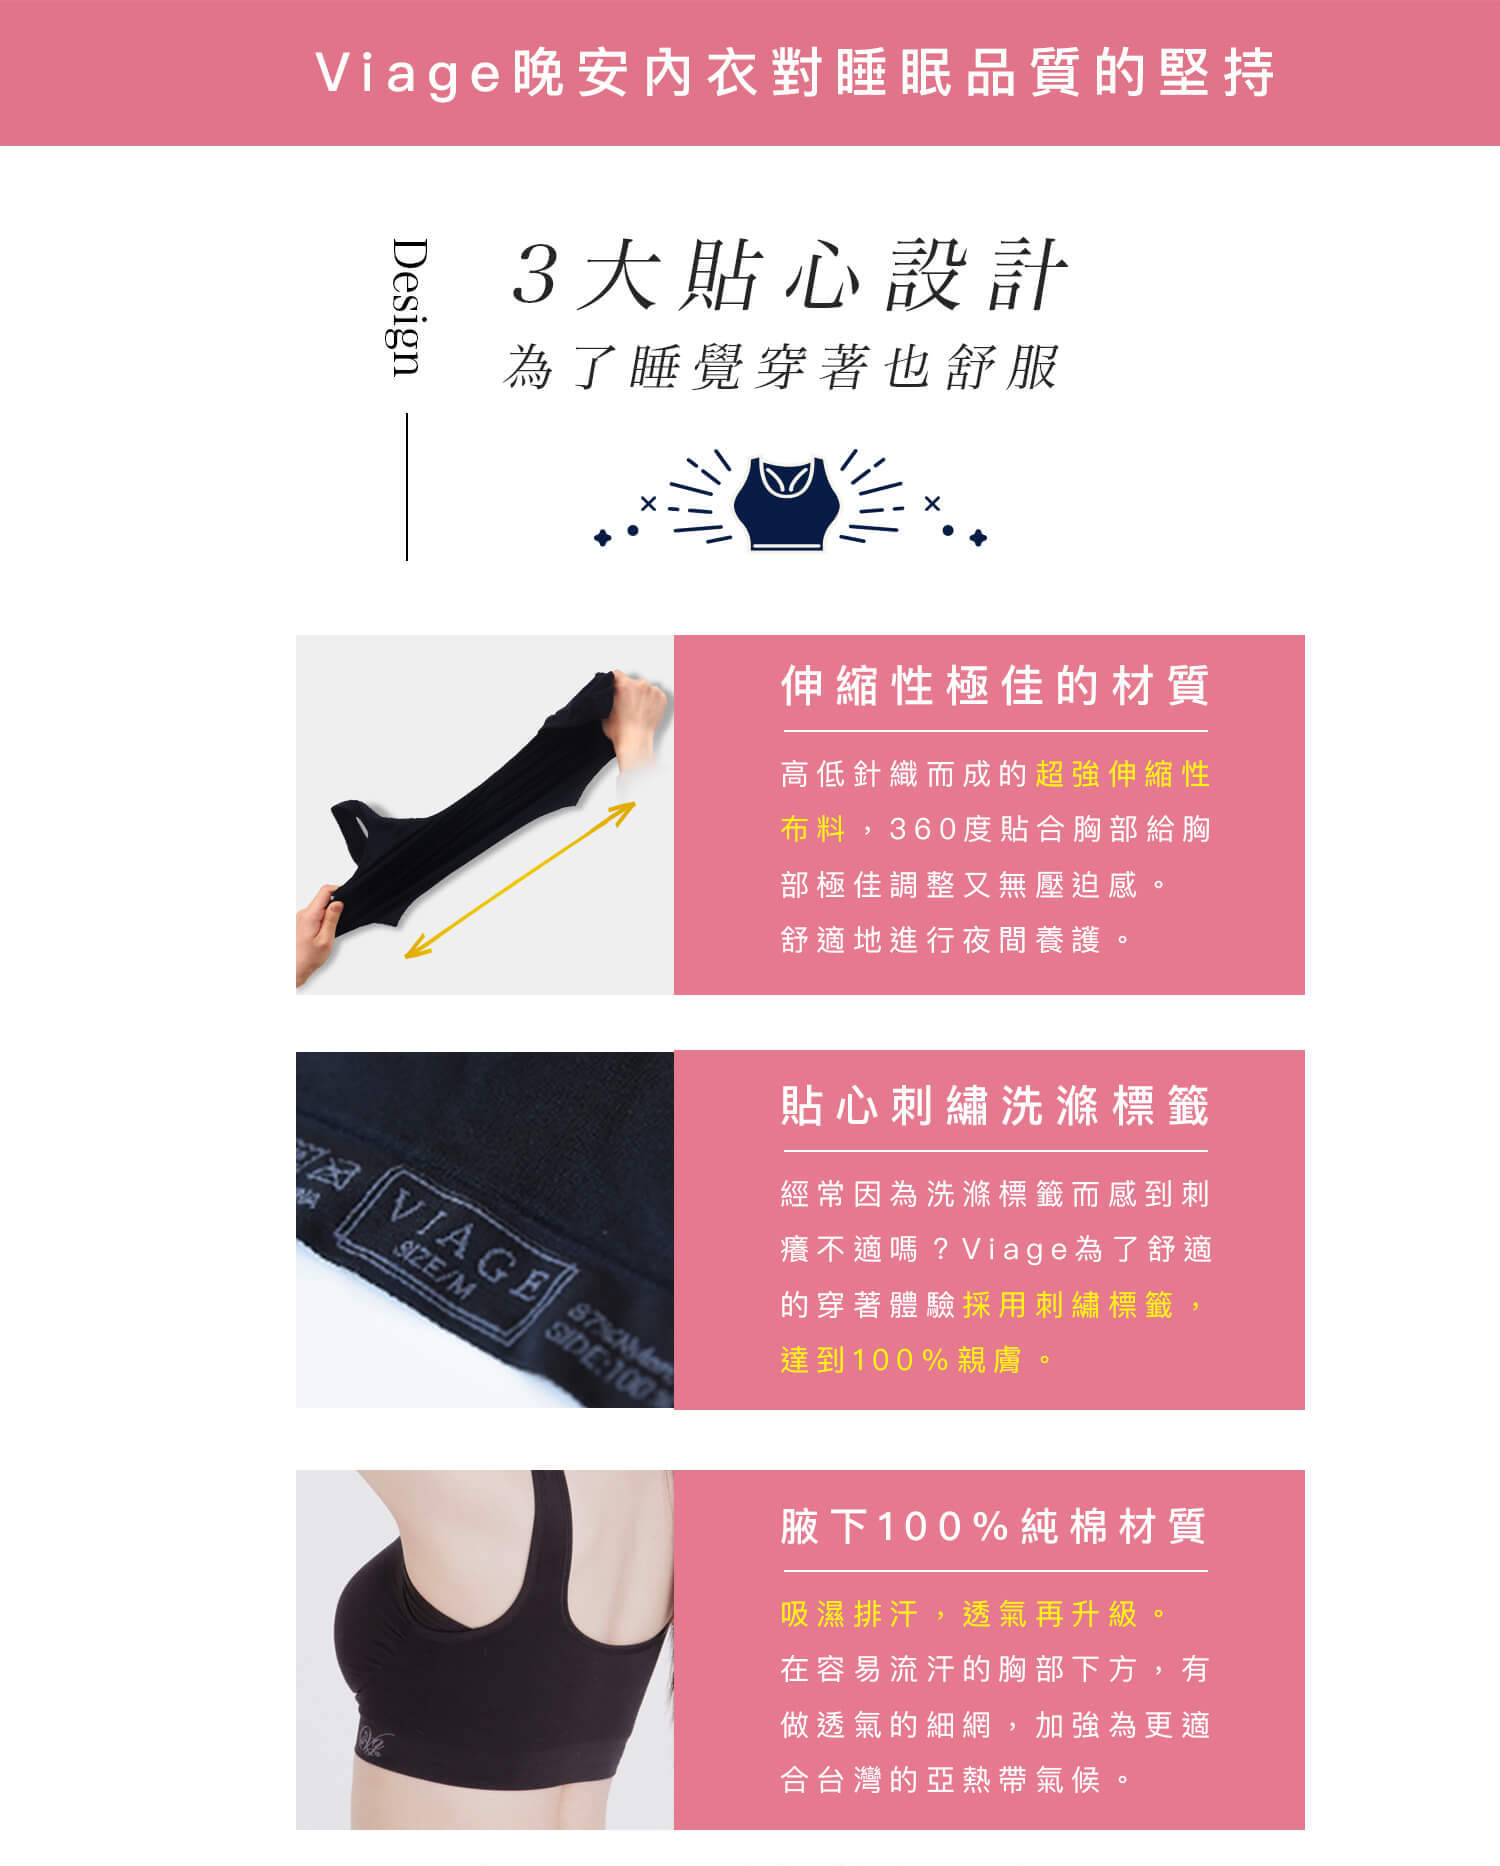 Viage晚安內衣對睡眠品質的堅持
Design
3大貼心設計
為了睡覺穿著也舒服
伸縮性極佳的材質
高低針織而成的超強伸縮性
布料，360度貼合胸部給胸
部極佳調整又無壓迫感。
舒適地進行夜間養護。
貼心刺繡洗滌標籤
經常因為洗滌標籤而感到刺
癢不適嗎？Viage為了舒適
的穿著體驗採用刺繡標籤，
達到100%親膚。
VIAGE
SIZE/M
87%Nylon
SIDE:100%
腋下100%純棉材質
吸濕排汗，透氣再升級。
在容易流汗的胸部下方，有
做透氣的細網，加強為更適
合台灣的亞熱帶氣候。